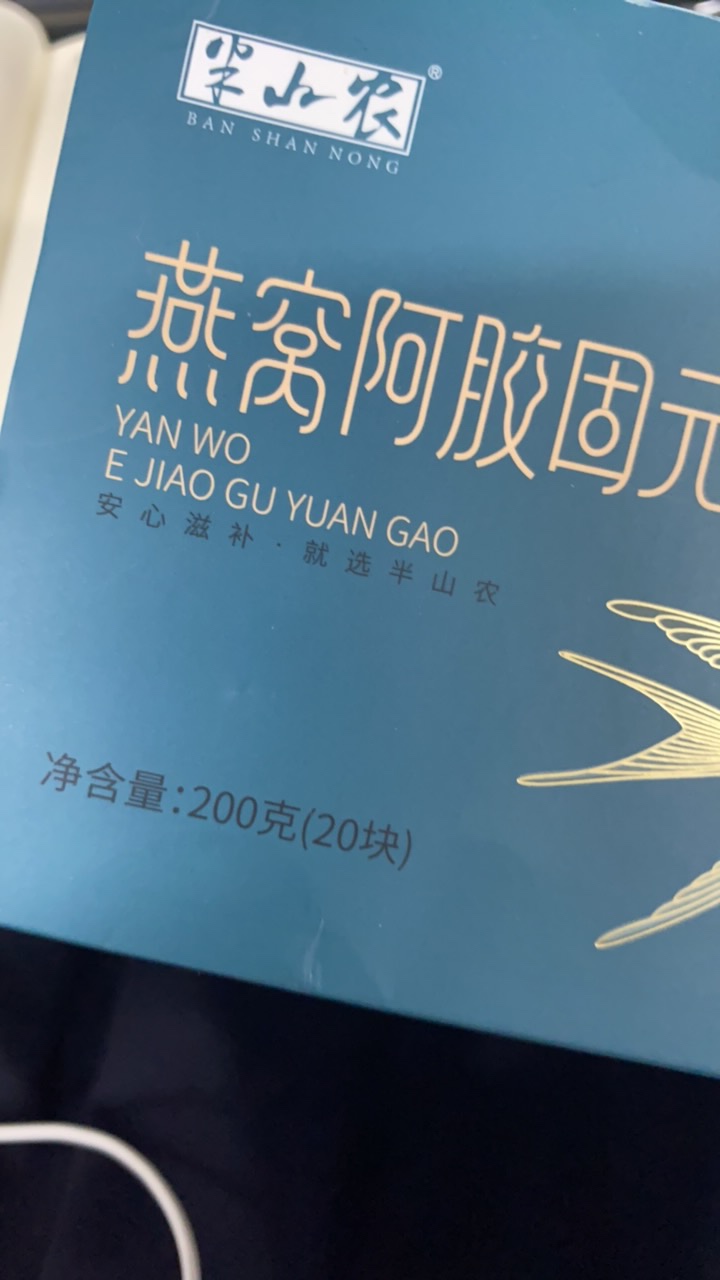 半山农®
BAN SHAN NONG
燕窝阿胶固元
YAN WO
E JIAO GU YUAN GAO
安心滋补·就选半山农
净含量:200克(20块)